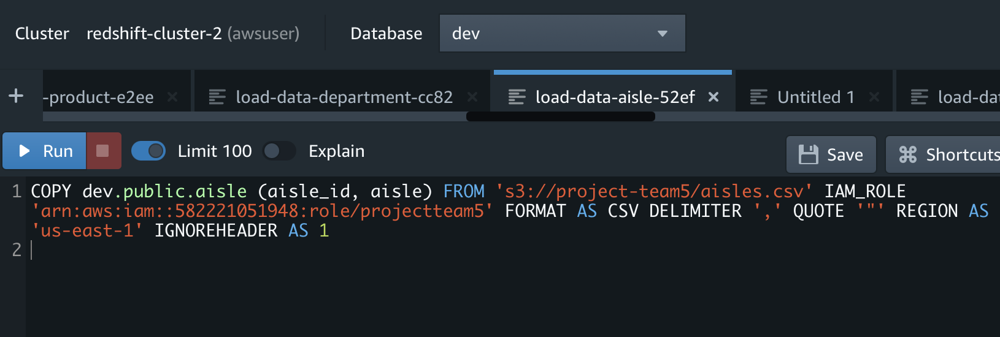 Cluster redshift-cluster-2 (awsuser) Database dev
+ -product-e2ee × load-data-department-cc82 × load-data-aisle-52ef × Untitled 1 × load-dat
Run Limit 100 Explain Save Shortcuts
1 COPY dev.public.aisle (aisle_id, aisle) FROM 's3://project-team5/aisles.csv' IAM_ROLE
'arn:aws:iam::582221051948:role/projectteam5' FORMAT AS CSV DELIMITER ',' QUOTE '"' REGION AS
'us-east-1' IGNOREHEADER AS 1
2